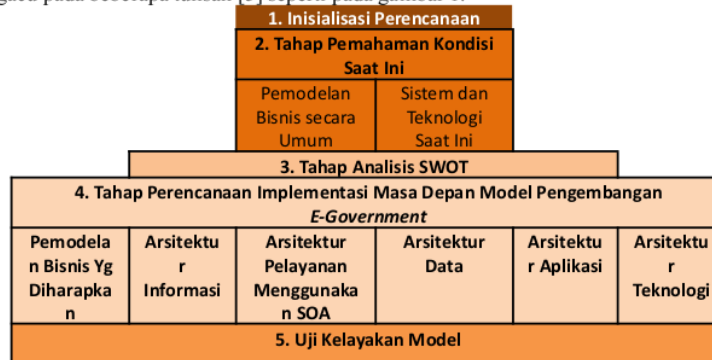 1. Inisialisasi Perencanaan
2. Tahap Pemahaman Kondisi
Saat Ini
Pemodelan
Bisnis secara
Umum
Sistem dan
Teknologi
Saat Ini
3. Tahap Analisis SWOT
4. Tahap Perencanaan Implementasi Masa Depan Model Pengembangan
E-Government
Pemodela
n Bisnis Yg
Diharapka
n
Arsitektu
r
Informasi
Arsitektur
Pelayanan
Menggunaka
n SOA
Arsitektur
Data
Arsitektu
r Aplikasi
Arsitektu
r
Teknologi
5. Uji Kelayakan Model